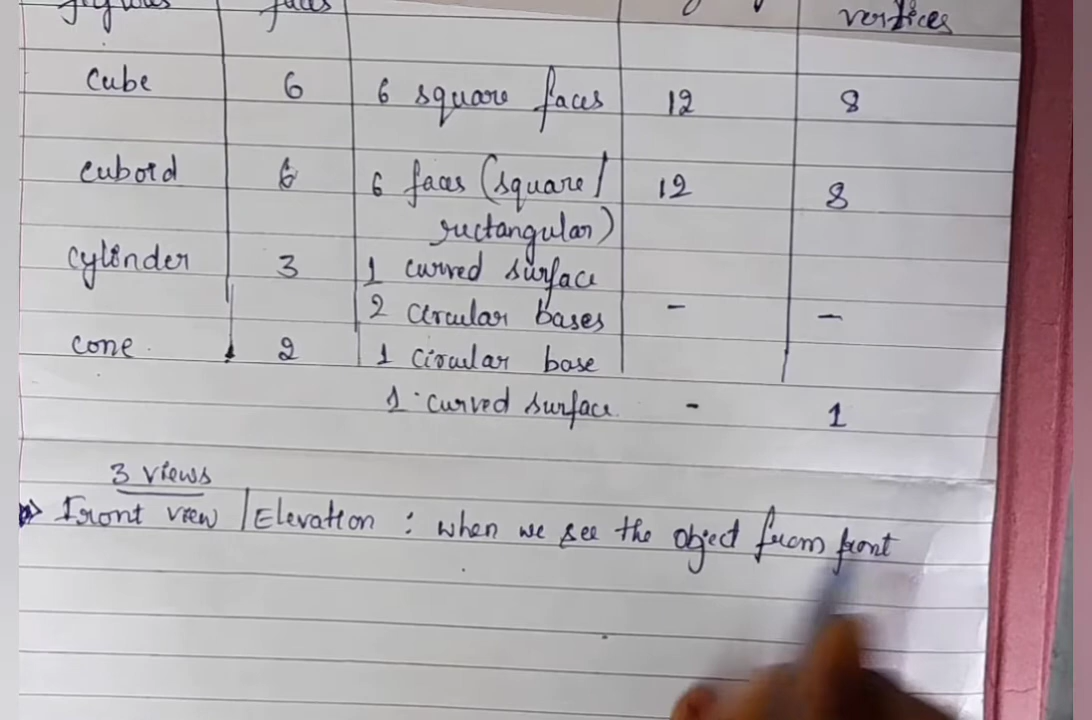 vertices
cube 6 6 square faces 12 8
cuboid 6 6 faces (square/ 12 8
rectangular)
cylinder 3 1 curved surface
2 circular bases - -
cone. 2 1 circular base
1 curved surface. - 1
3 views
Front view / Elevation : when we see the object from front